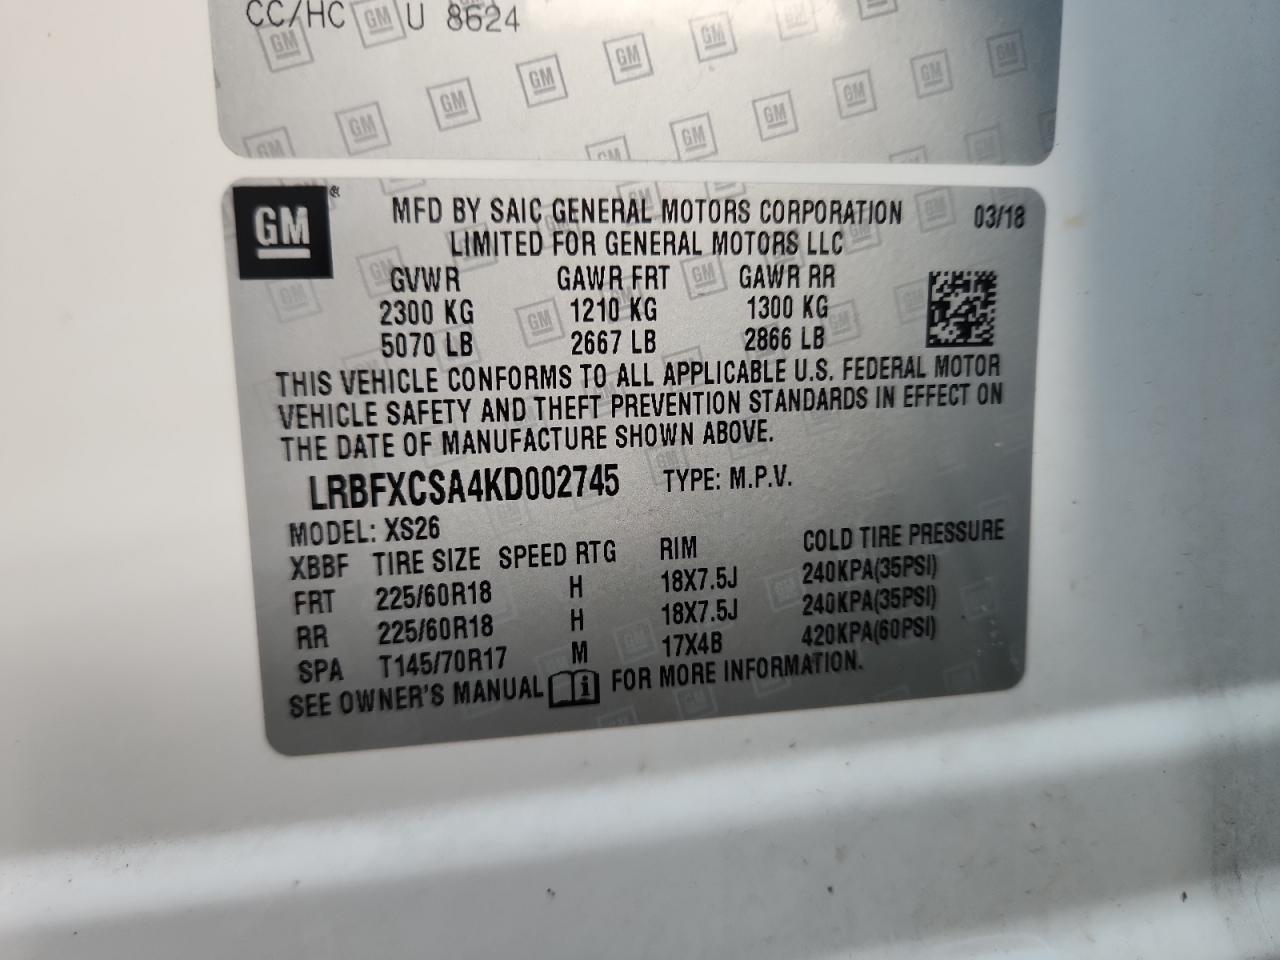 CC/HC U 8624
GM ® MFD BY SAIC GENERAL MOTORS CORPORATION 03/18
LIMITED FOR GENERAL MOTORS LLC
GVWR GAWR FRT GAWR RR
2300 KG 1210 KG 1300 KG
5070 LB 2667 LB 2866 LB
THIS VEHICLE CONFORMS TO ALL APPLICABLE U.S. FEDERAL MOTOR
VEHICLE SAFETY AND THEFT PREVENTION STANDARDS IN EFFECT ON
THE DATE OF MANUFACTURE SHOWN ABOVE.
LRBFXCSA4KD002745 TYPE: M.P.V.
MODEL: XS26
XBBF TIRE SIZE SPEED RTG RIM COLD TIRE PRESSURE
FRT 225/60R18 H 18X7.5J 240KPA(35PSI)
RR 225/60R18 H 18X7.5J 240KPA(35PSI)
SPA T145/70R17 M 17X4B 420KPA(60PSI)
SEE OWNER'S MANUAL FOR MORE INFORMATION.